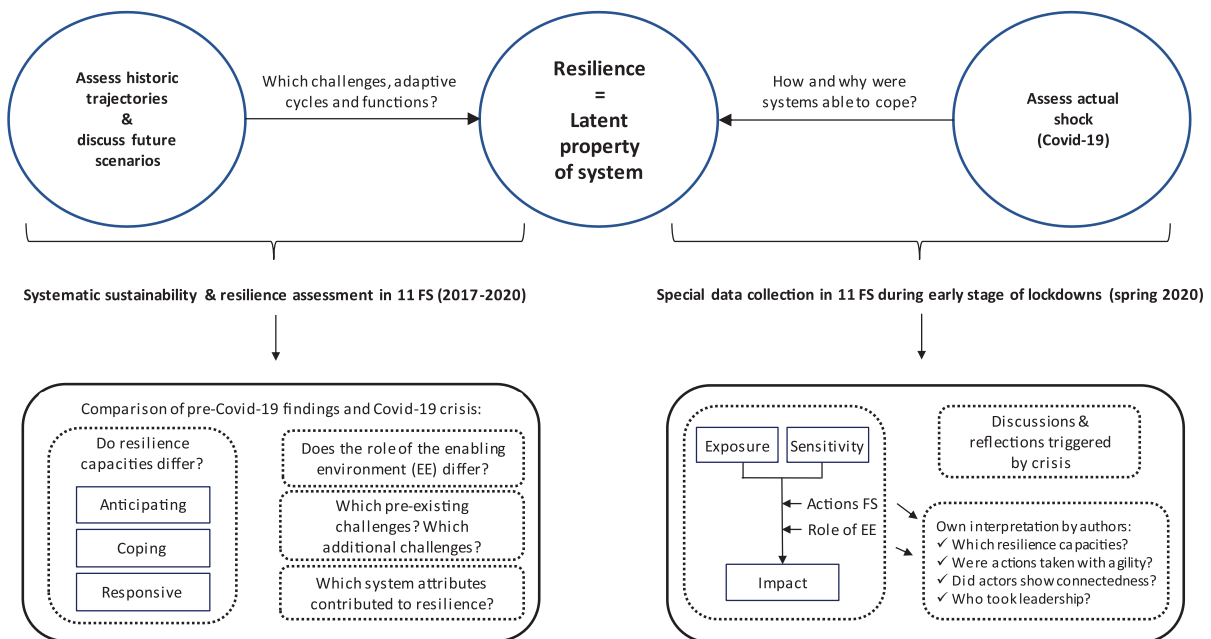 Assess historic
trajectories
&
discuss future
scenarios
Which challenges, adaptive
cycles and functions?
Resilience
=
Latent
property
of system
How and why were
systems able to cope?
Assess actual
shock
(Covid-19)
Systematic sustainability & resilience assessment in 11 FS (2017-2020)
Special data collection in 11 FS during early stage of lockdowns (spring 2020)
Comparison of pre-Covid-19 findings and Covid-19 crisis:
Do resilience
capacities differ?
Anticipating
Coping
Responsive
Does the role of the enabling
environment (EE) differ?
Which pre-existing
challenges? Which
additional challenges?
Which system attributes
contributed to resilience?
Exposure
Sensitivity
Actions FS
Role of EE
Impact
Discussions &
reflections triggered
by crisis
Own interpretation by authors:
✓ Which resilience capacities?
✓ Were actions taken with agility?
✓ Did actors show connectedness?
✓ Who took leadership?